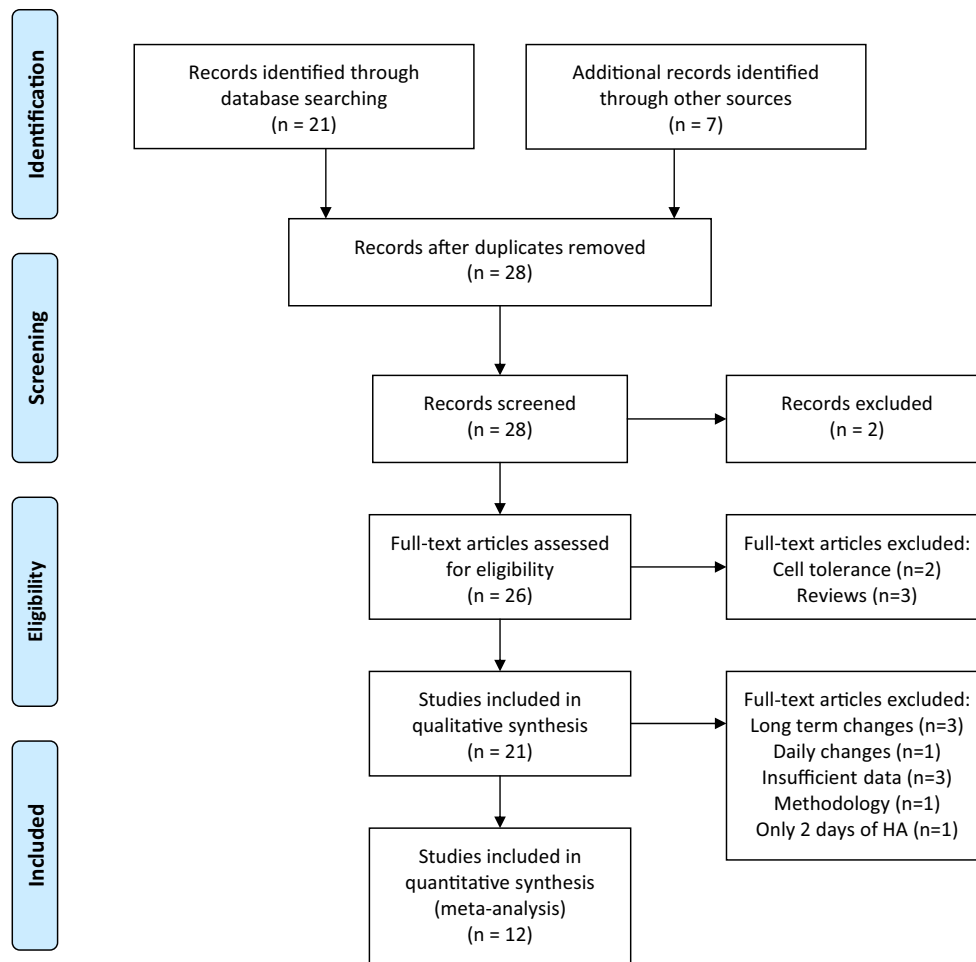 Identification
Records identified through
database searching
(n = 21)
Additional records identified
through other sources
(n = 7)
Records after duplicates removed
(n = 28)
Screening
Records screened
(n = 28)
Records excluded
(n = 2)
Eligibility
Full-text articles assessed
for eligibility
(n = 26)
Full-text articles excluded:
Cell tolerance (n=2)
Reviews (n=3)
Studies included in
qualitative synthesis
(n = 21)
Full-text articles excluded:
Long term changes (n=3)
Daily changes (n=1)
Insufficient data (n=3)
Methodology (n=1)
Only 2 days of HA (n=1)
Included
Studies included in
quantitative synthesis
(meta-analysis)
(n = 12)